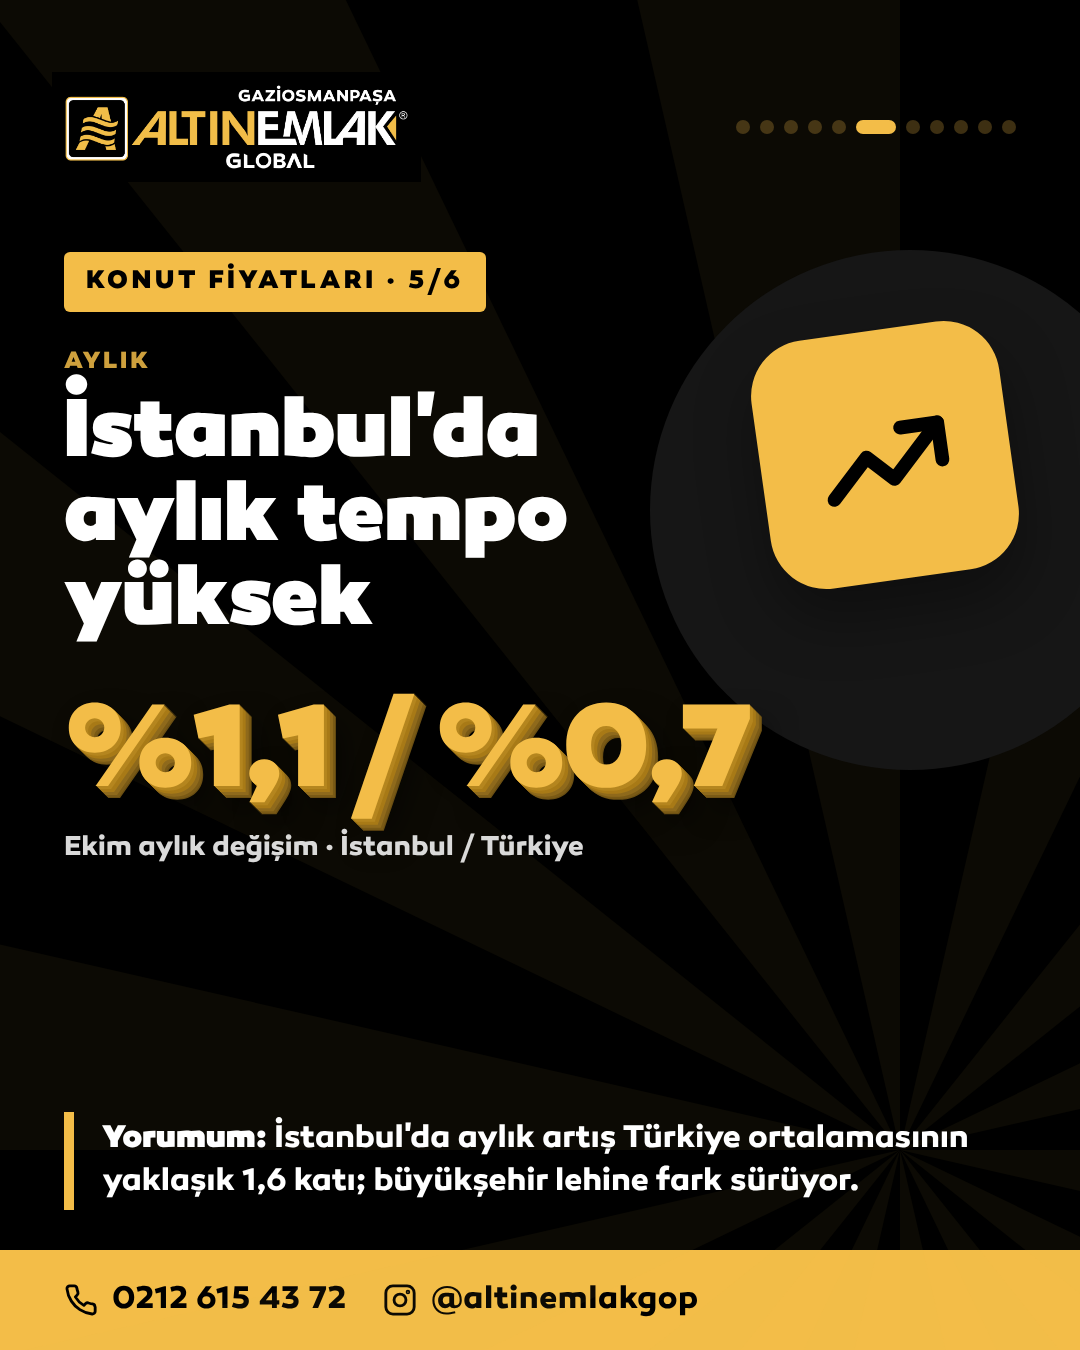 GAZİOSMANPAŞA
ALTINEMLAK®
GLOBAL
KONUT FİYATLARI · 5/6
AYLIK
İstanbul'da
aylık tempo
yüksek
%1,1 / %0,7
Ekim aylık değişim · İstanbul / Türkiye
Yorumum: İstanbul'da aylık artış Türkiye ortalamasının
yaklaşık 1,6 katı; büyükşehir lehine fark sürüyor.
0212 615 43 72 @altinemlakgop